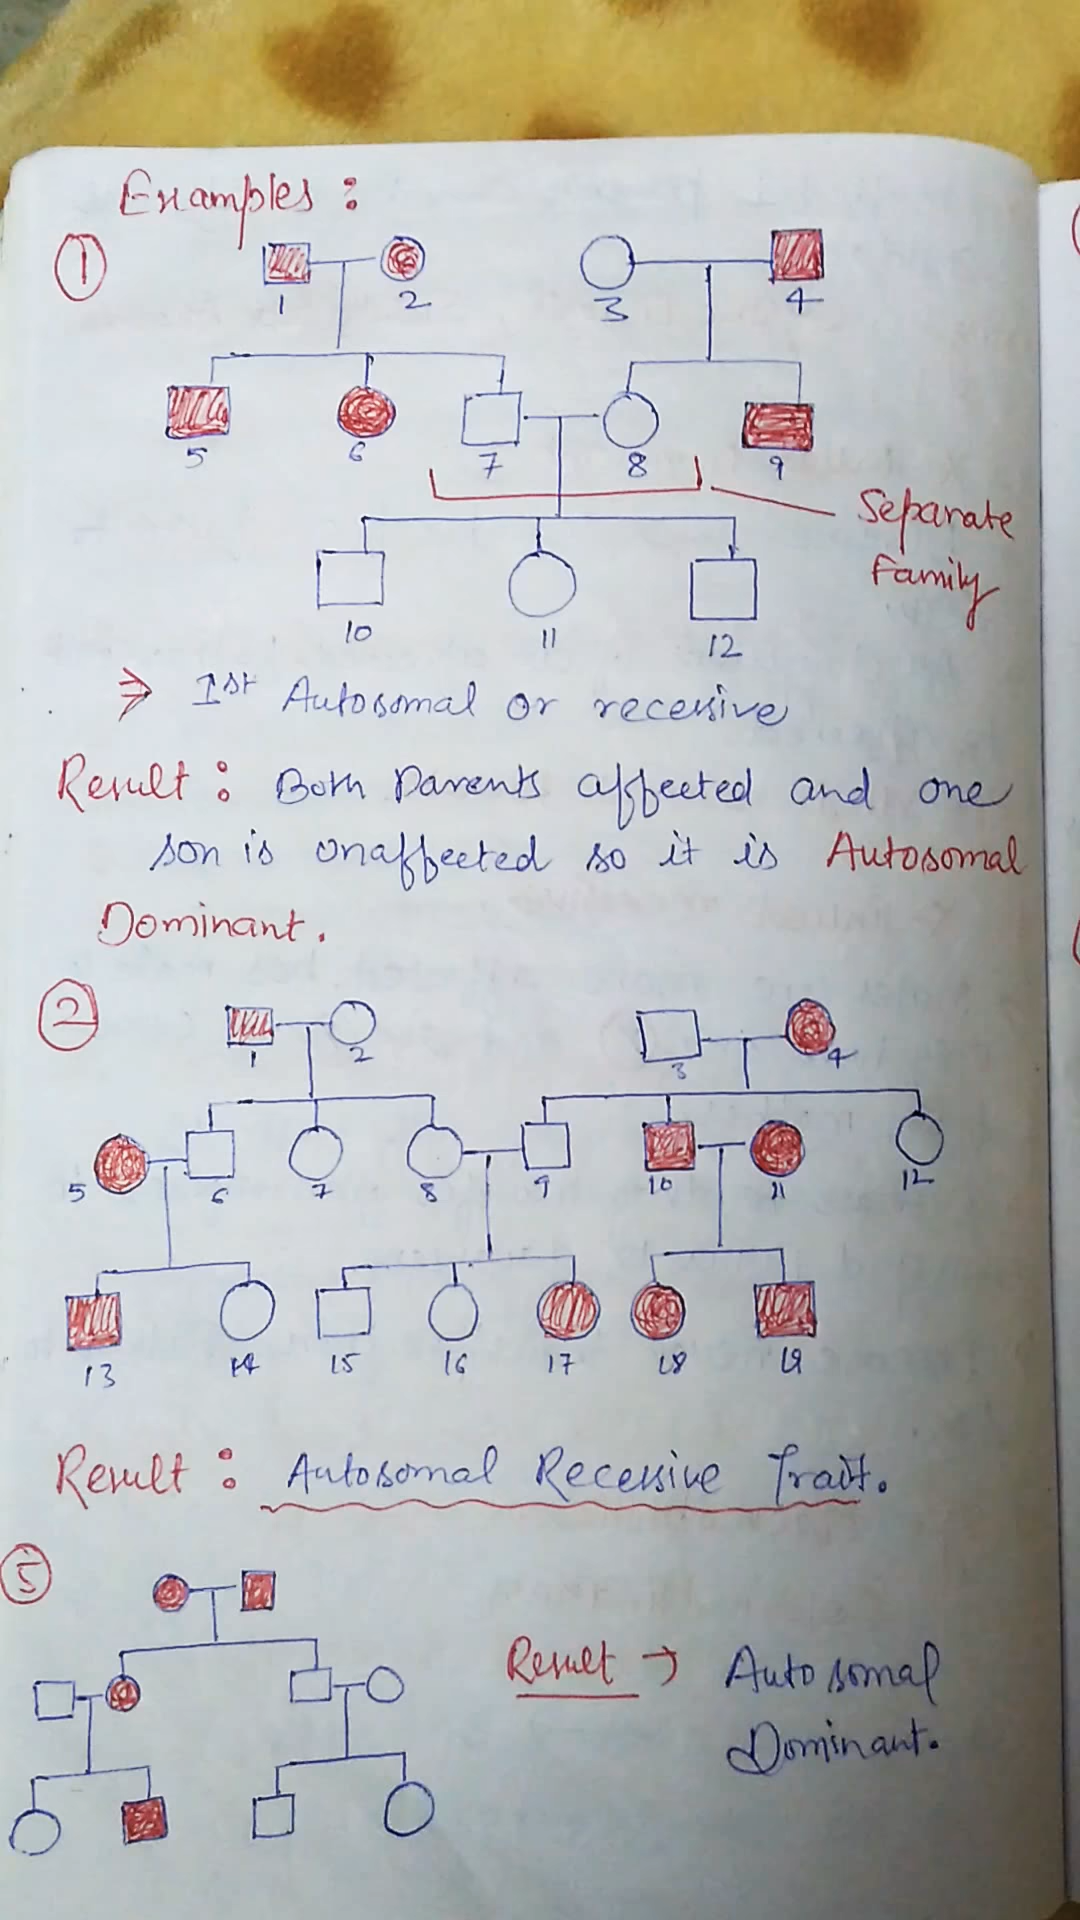 Examples :
1
1 2 3 4
5 6 7 8 9
Separate
Family
10 11 12
⇒ 1st Autosomal or recessive
Result : Both Parents affected and one
son is unaffected so it is Autosomal
Dominant.
2
1 2 3 4
5 6 7 8 9 10 11 12
13 14 15 16 17 18 19
Result : Autosomal Recessive Trait.
5
Result → Autosomal
Dominant.